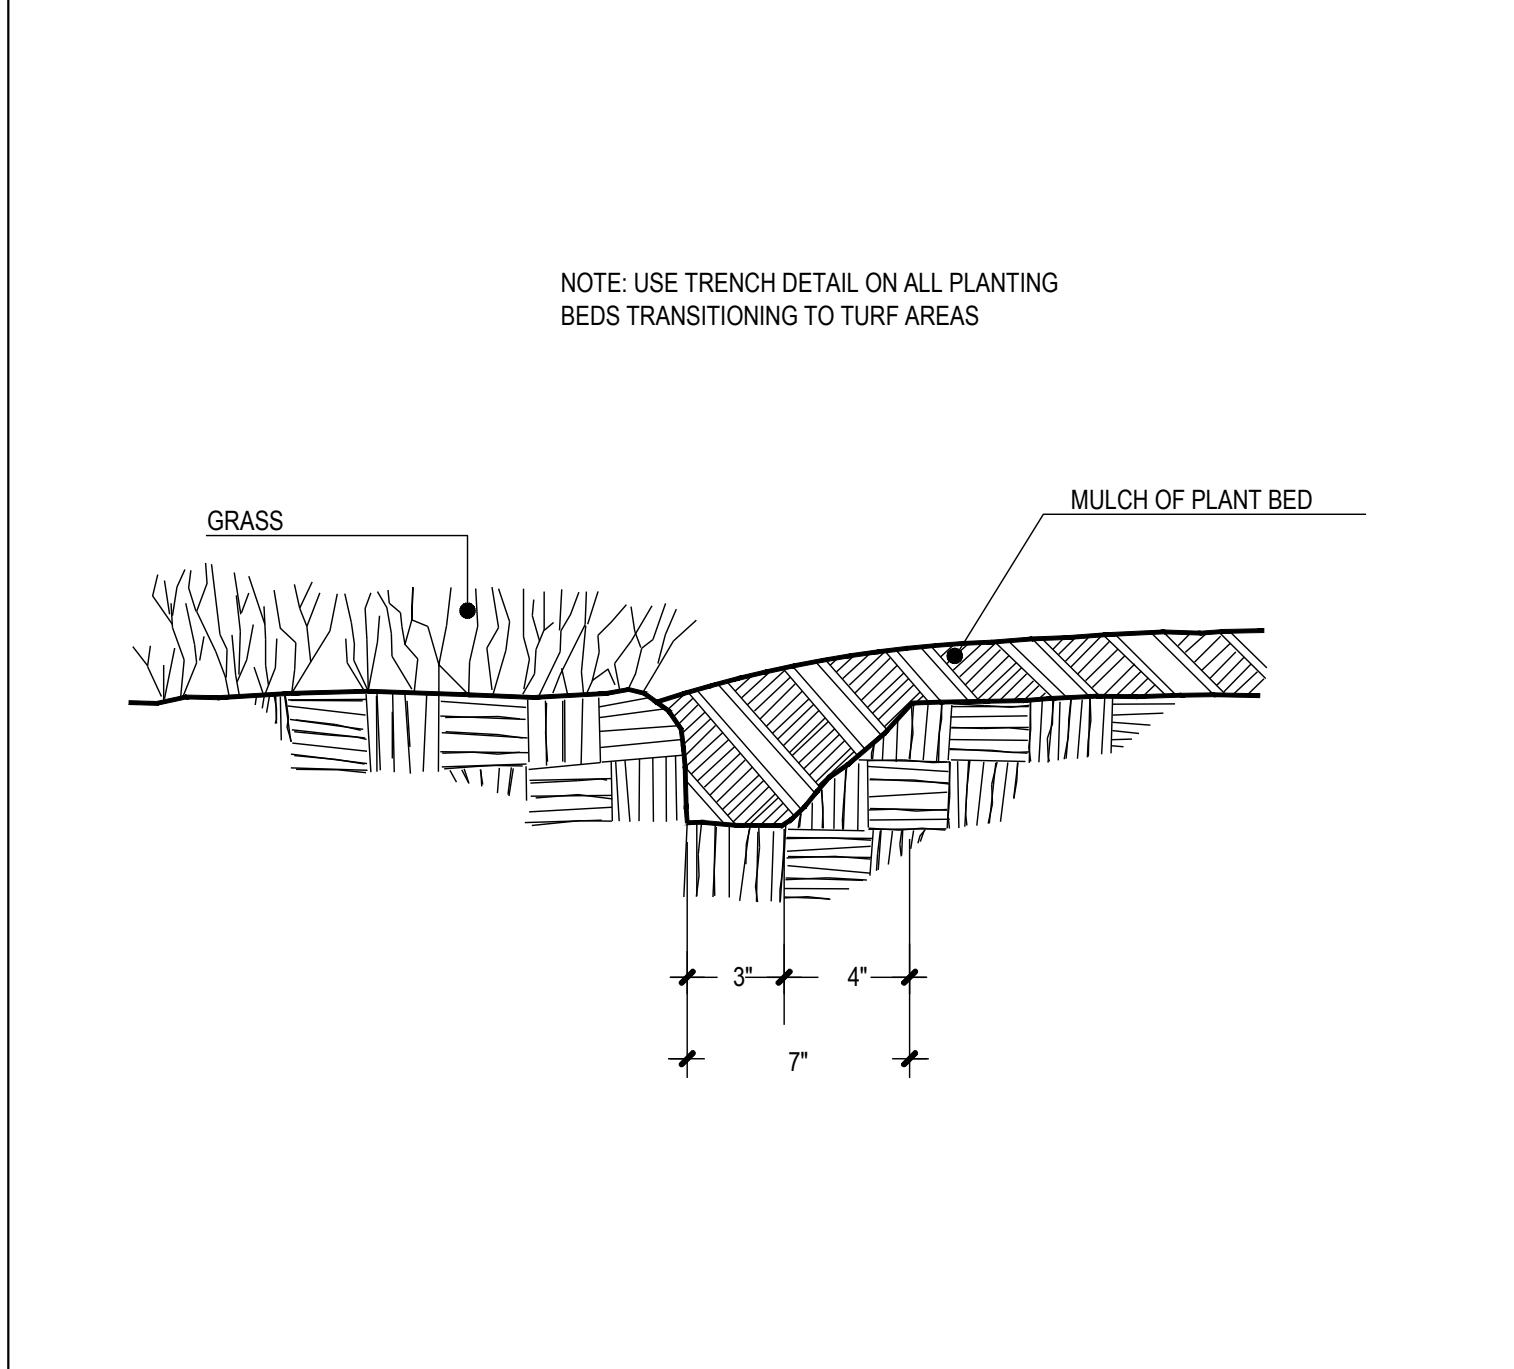 NOTE: USE TRENCH DETAIL ON ALL PLANTING
BEDS TRANSITIONING TO TURF AREAS
MULCH OF PLANT BED
GRASS
3"
4"
7"